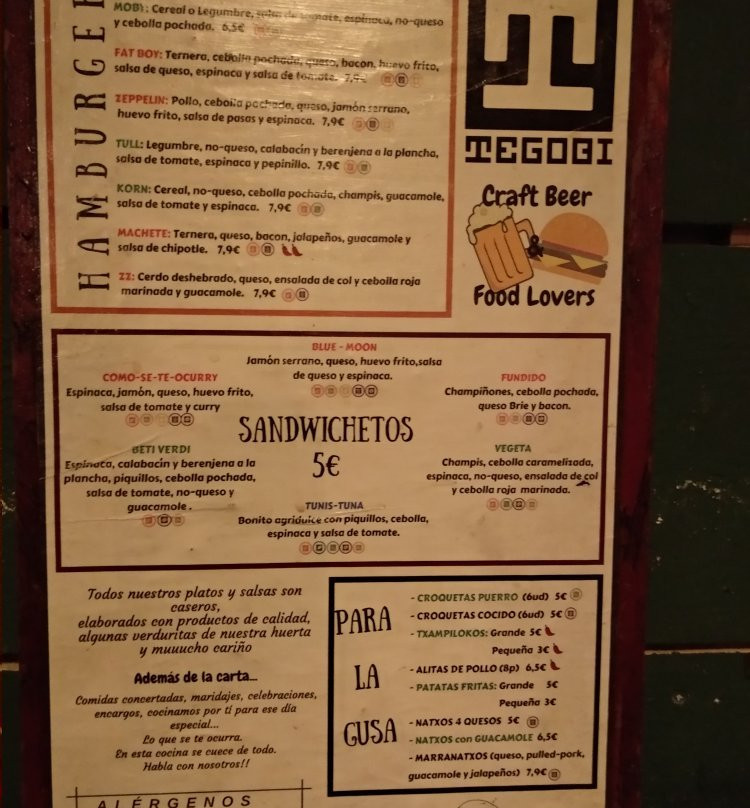 HAMBURGE
MOBY: Cereal o Legumbre, salsa de tomate, espinaca, no-queso
y cebolla pochada. 6,5€
FAT BOY: Ternera, cebolla pochada, queso, bacon, huevo frito,
salsa de queso, espinaca y salsa de tomate. 7,9€
ZEPPELIN: Pollo, cebolla pochada, queso, jamón serrano,
huevo frito, salsa de pasas y espinaca. 7,9€
TULL: Legumbre, no-queso, calabacín y berenjena a la plancha,
salsa de tomate, espinaca y pepinillo. 7,9€
KORN: Cereal, no-queso, cebolla pochada, champis, guacamole,
salsa de tomate y espinaca. 7,9€
MACHETE: Ternera, queso, bacon, jalapeños, guacamole y
salsa de chipotle. 7,9€
ZZ: Cerdo deshebrado, queso, ensalada de col y cebolla roja
marinada y guacamole. 7,9€
TEGOBI
Craft Beer
&
Food Lovers
BLUE - MOON
Jamón serrano, queso, huevo frito,salsa
de queso y espinaca.
COMO-SE-TE-OCURRY
Espinaca, jamón, queso, huevo frito,
salsa de tomate y curry
FUNDIDO
Champiñones, cebolla pochada,
queso Brie y bacon.
SANDWICHETOS
5€
BETI VERDI
Espinaca, calabacín y berenjena a la
plancha, piquillos, cebolla pochada,
salsa de tomate, no-queso y
guacamole.
VEGETA
Champis, cebolla caramelizada,
espinaca, no-queso, ensalada de col
y cebolla roja marinada.
TUNIS-TUNA
Bonito agridulce con piquillos, cebolla,
espinaca y salsa de tomate.
Todos nuestros platos y salsas son
caseros,
elaborados con productos de calidad,
algunas verduritas de nuestra huerta
y muuucho cariño
Además de la carta...
Comidas concertadas, maridajes, celebraciones,
encargos, cocinamos por tí para ese día
especial...
Lo que se te ocurra.
En esta cocina se cuece de todo.
Habla con nosotros!!
PARA
LA
GUSA
- CROQUETAS PUERRO (6ud) 5€
- CROQUETAS COCIDO (6ud) 5€
- TXAMPILOKOS: Grande 5€
Pequeña 3€
- ALITAS DE POLLO (8p) 6,5€
- PATATAS FRITAS: Grande 5€
Pequeña 3€
- NATXOS 4 QUESOS 5€
- NATXOS con GUACAMOLE 6,5€
- MARRANATXOS (queso, pulled-pork,
guacamole y jalapeños) 7,9€
ALÉRGENOS